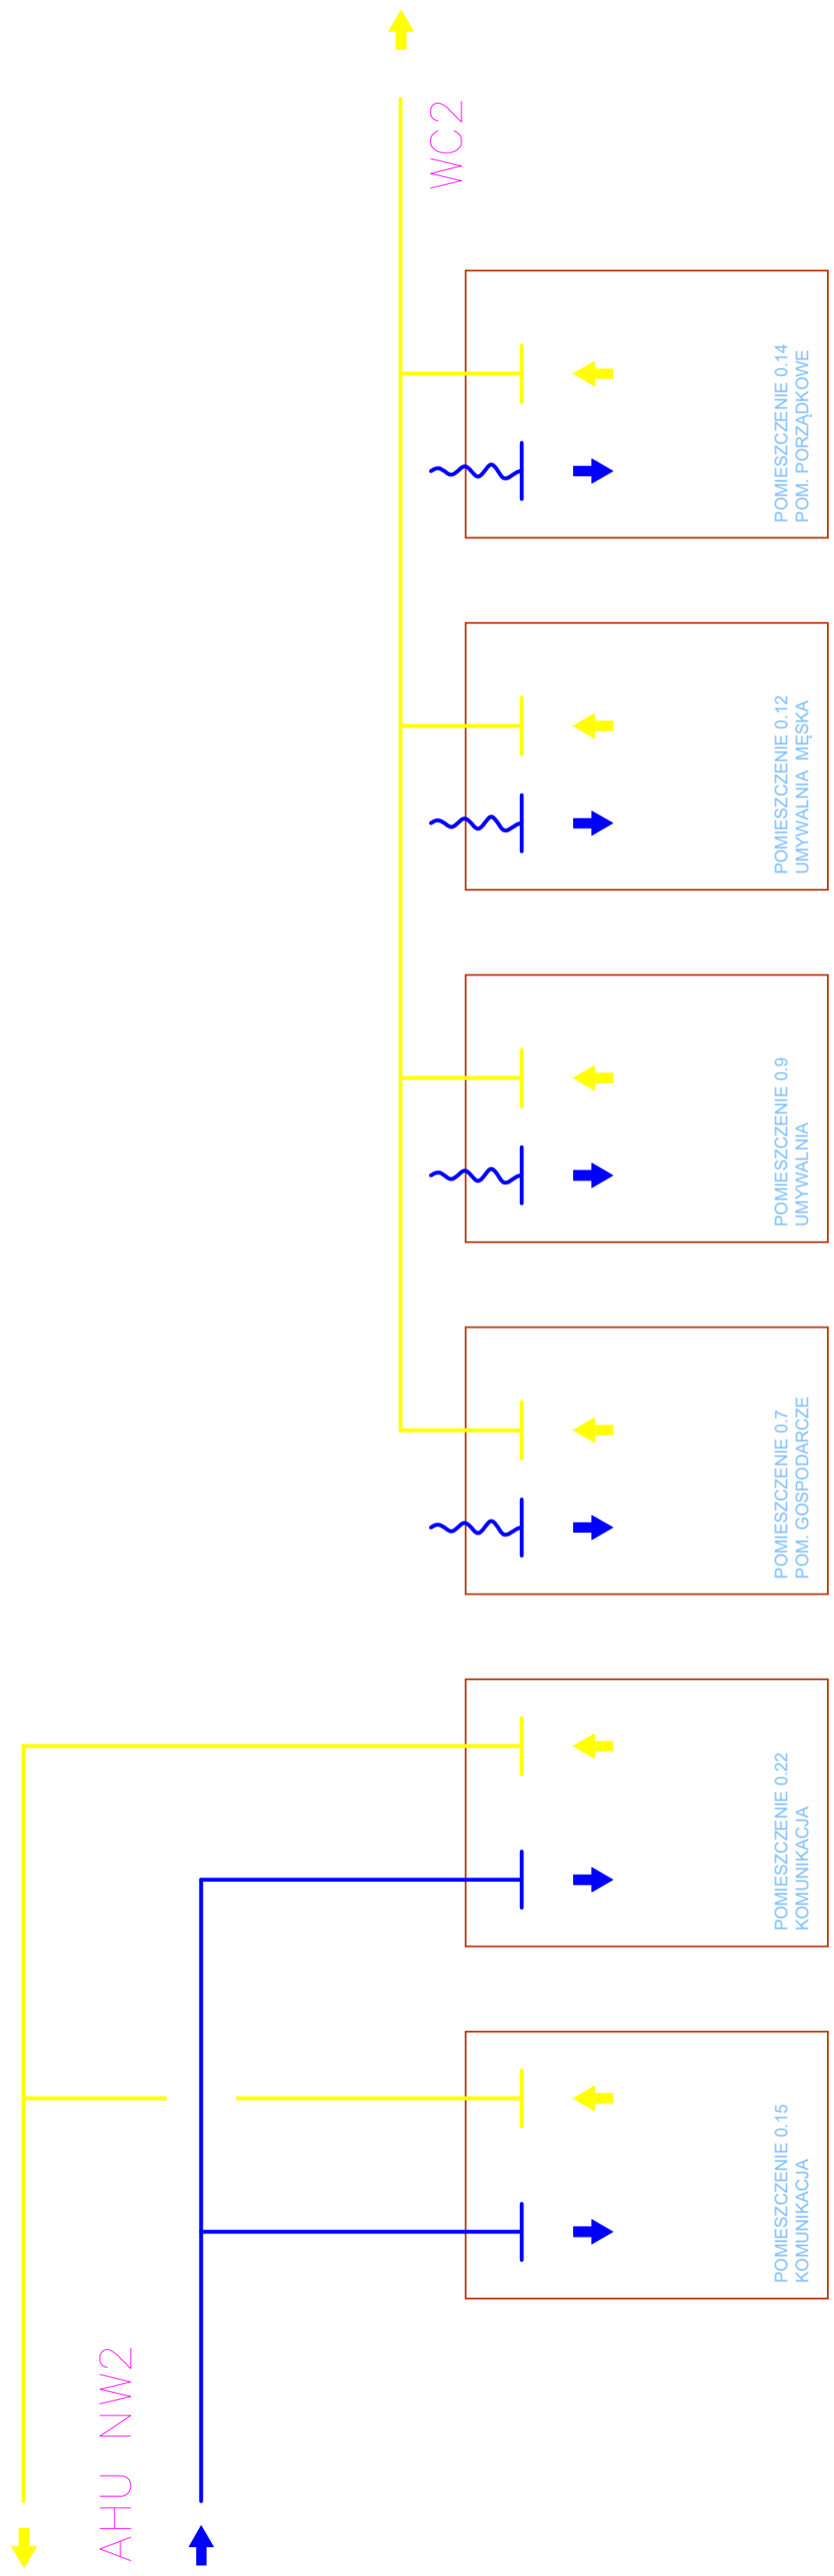 AHU NW2
POMIESZCZENIE 0.15
KOMUNIKACJA
POMIESZCZENIE 0.22
KOMUNIKACJA
POMIESZCZENIE 0.7
POM. GOSPODARCZE
POMIESZCZENIE 0.9
UMYWALNIA
POMIESZCZENIE 0.12
UMYWALNIA MĘSKA
POMIESZCZENIE 0.14
POM. PORZĄDKOWE
WC2